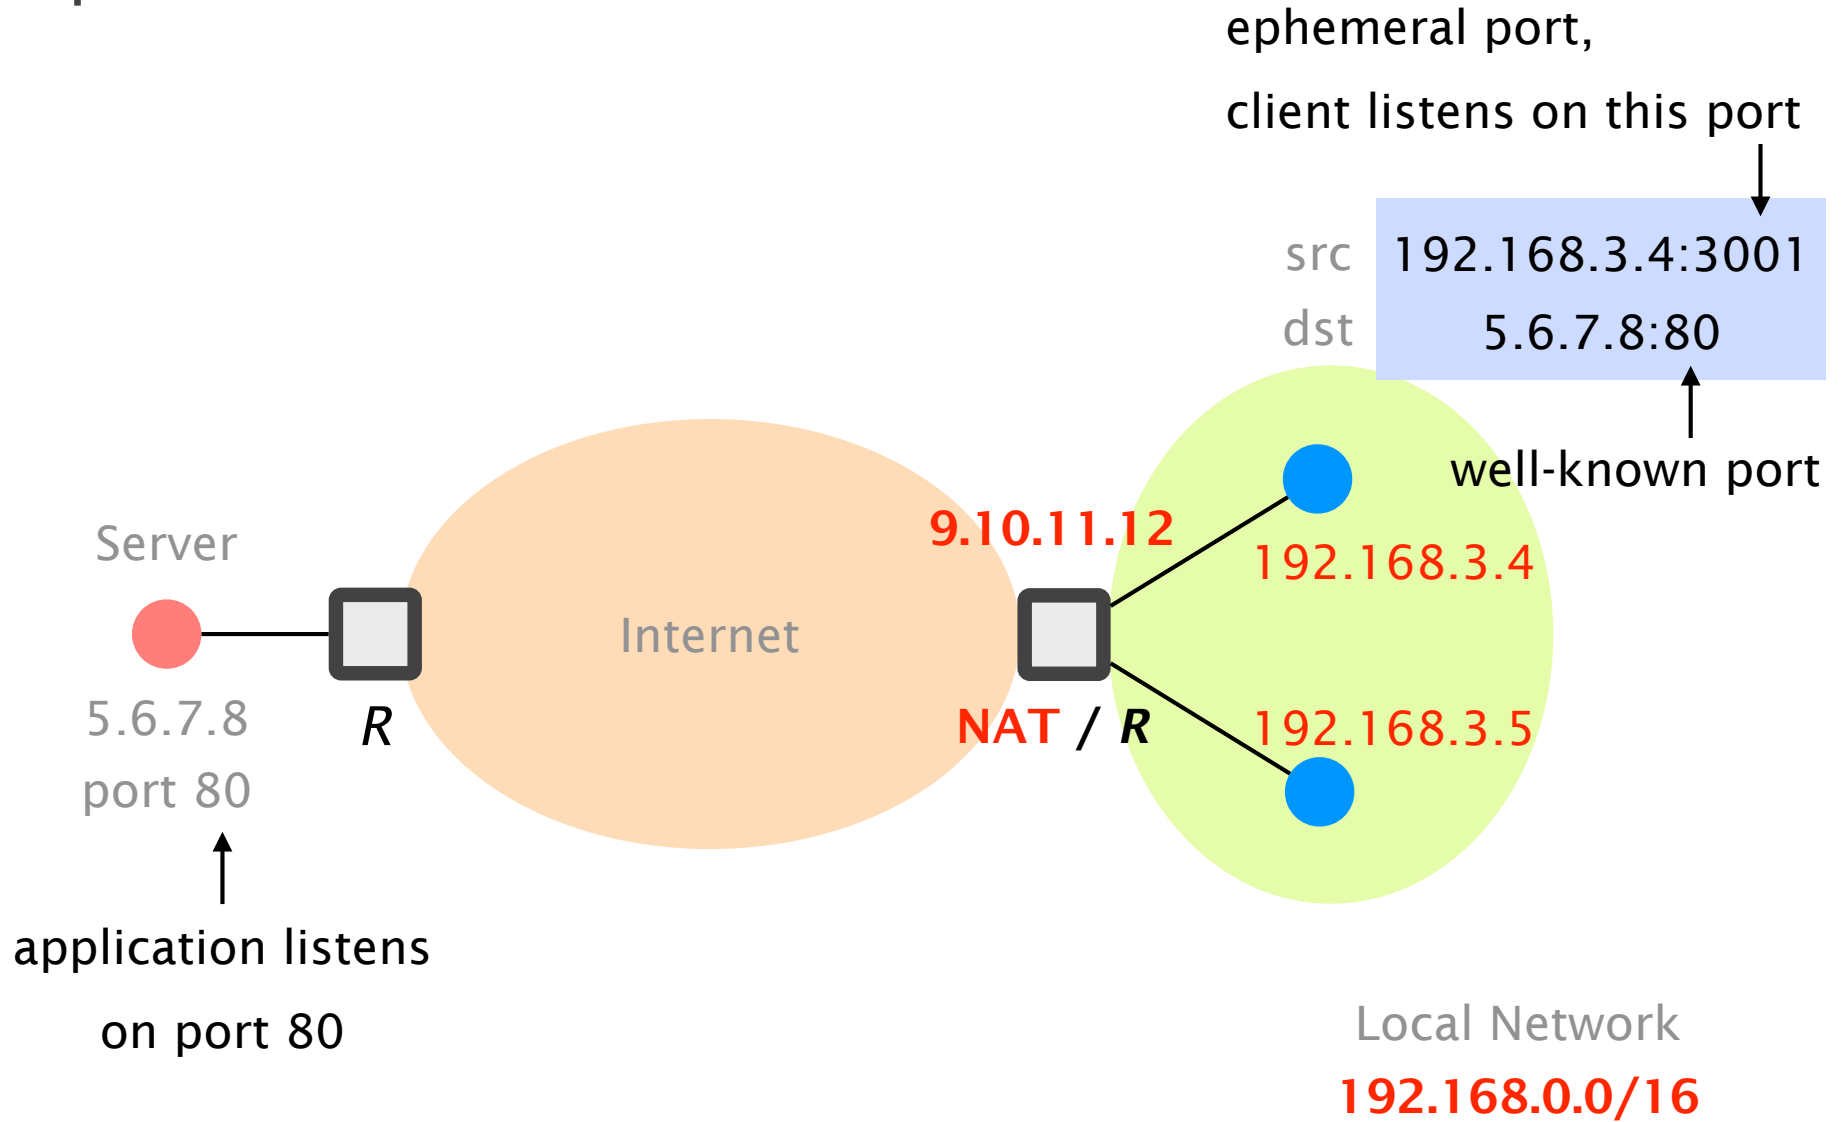 ephemeral port,
client listens on this port
src 192.168.3.4:3001
dst 5.6.7.8:80
well-known port
9.10.11.12
Server
192.168.3.4
Internet
5.6.7.8
R
NAT / R
192.168.3.5
port 80
application listens
on port 80
Local Network
192.168.0.0/16